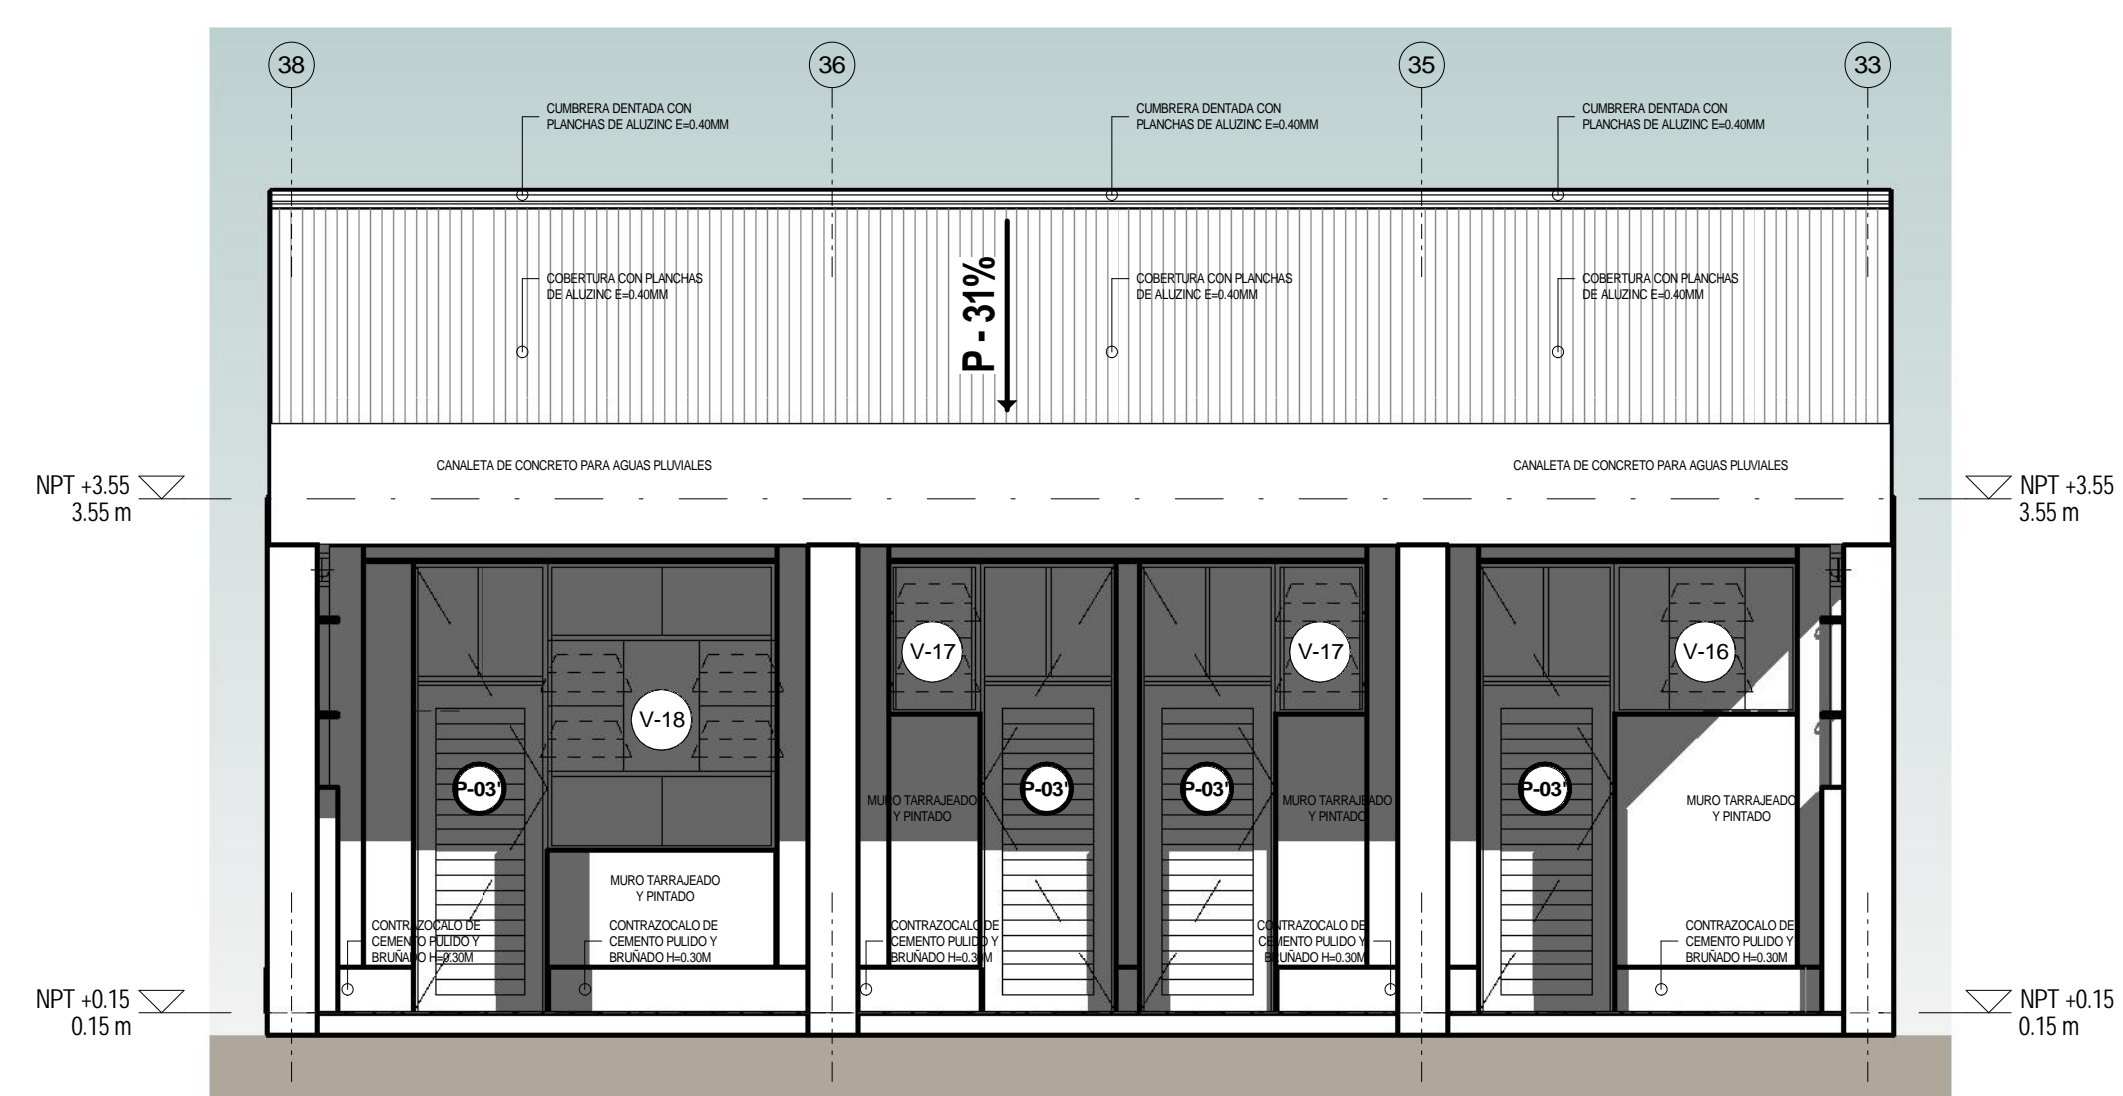 38
36
35
33
CUMBRERA DENTADA CON
PLANCHAS DE ALUZINC E=0.40MM
CUMBRERA DENTADA CON
PLANCHAS DE ALUZINC E=0.40MM
CUMBRERA DENTADA CON
PLANCHAS DE ALUZINC E=0.40MM
COBERTURA CON PLANCHAS
DE ALUZINC E=0.40MM
P - 31%
COBERTURA CON PLANCHAS
DE ALUZINC E=0.40MM
COBERTURA CON PLANCHAS
DE ALUZINC E=0.40MM
CANALETA DE CONCRETO PARA AGUAS PLUVIALES
CANALETA DE CONCRETO PARA AGUAS PLUVIALES
NPT +3.55
3.55 m
NPT +3.55
3.55 m
V-17
V-17
V-16
V-18
P-03'
P-03'
P-03'
P-03'
MURO TARRAJEADO
Y PINTADO
MURO TARRAJEADO
Y PINTADO
MURO TARRAJEADO
Y PINTADO
MURO TARRAJEADO
Y PINTADO
CONTRAZOCALO DE
CEMENTO PULIDO Y
BRUÑADO H=0.30M
CONTRAZOCALO DE
CEMENTO PULIDO Y
BRUÑADO H=0.30M
CONTRAZOCALO DE
CEMENTO PULIDO Y
BRUÑADO H=0.30M
CONTRAZOCALO DE
CEMENTO PULIDO Y
BRUÑADO H=0.30M
CONTRAZOCALO DE
CEMENTO PULIDO Y
BRUÑADO H=0.30M
NPT +0.15
0.15 m
NPT +0.15
0.15 m